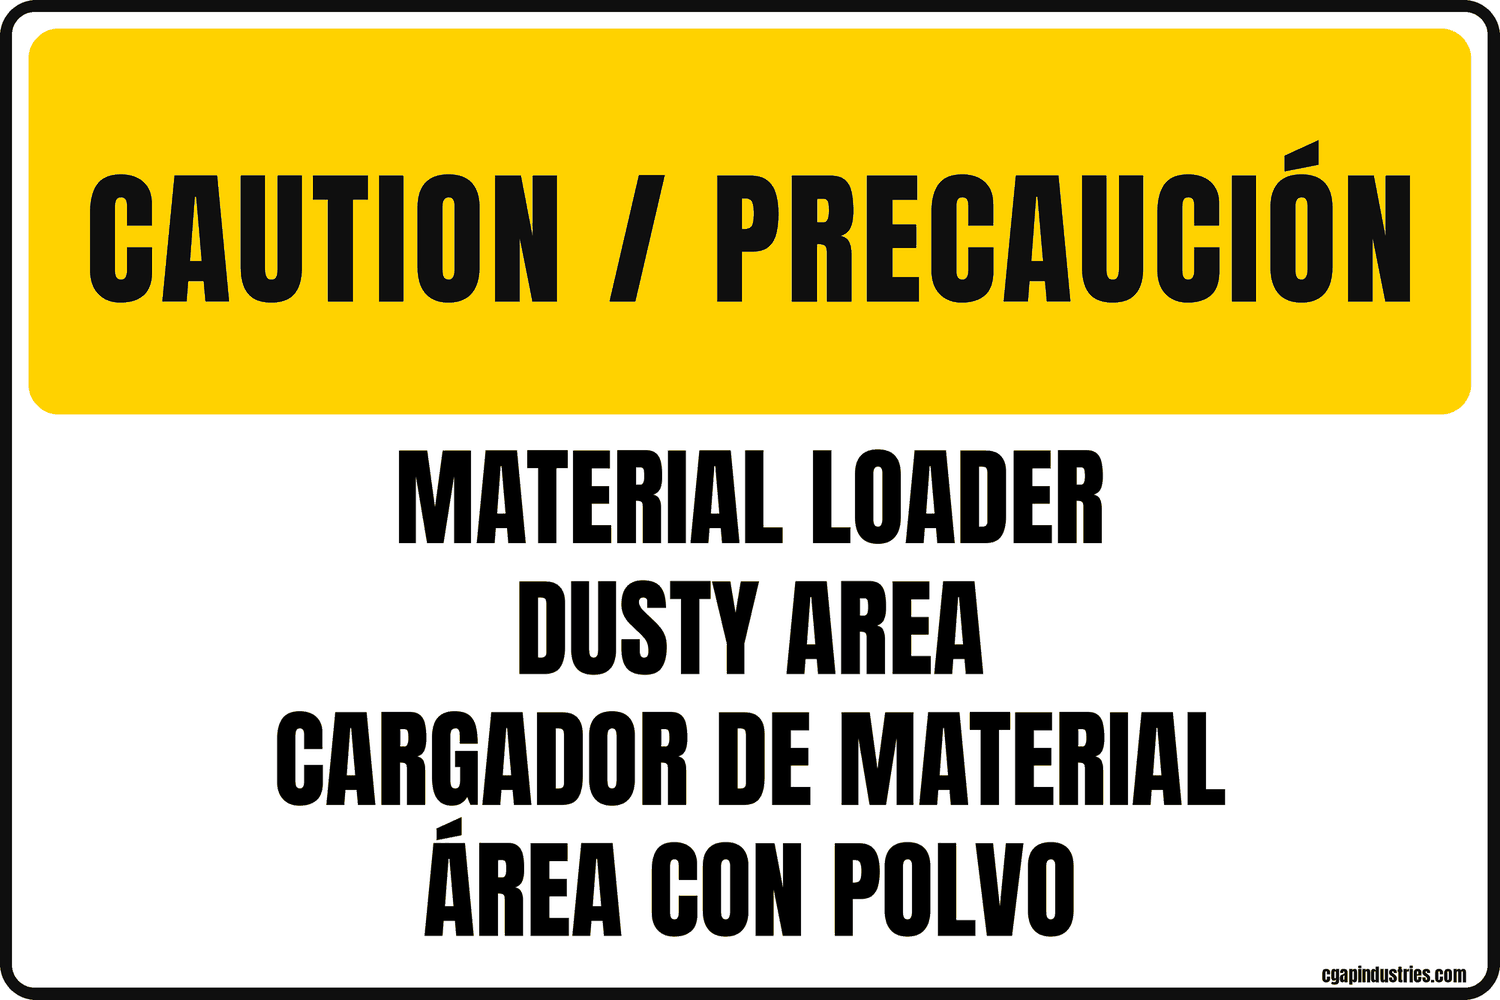 CAUTION / PRECAUCIÓN
MATERIAL LOADER
DUSTY AREA
CARGADOR DE MATERIAL
ÁREA CON POLVO
cgapindustries.com